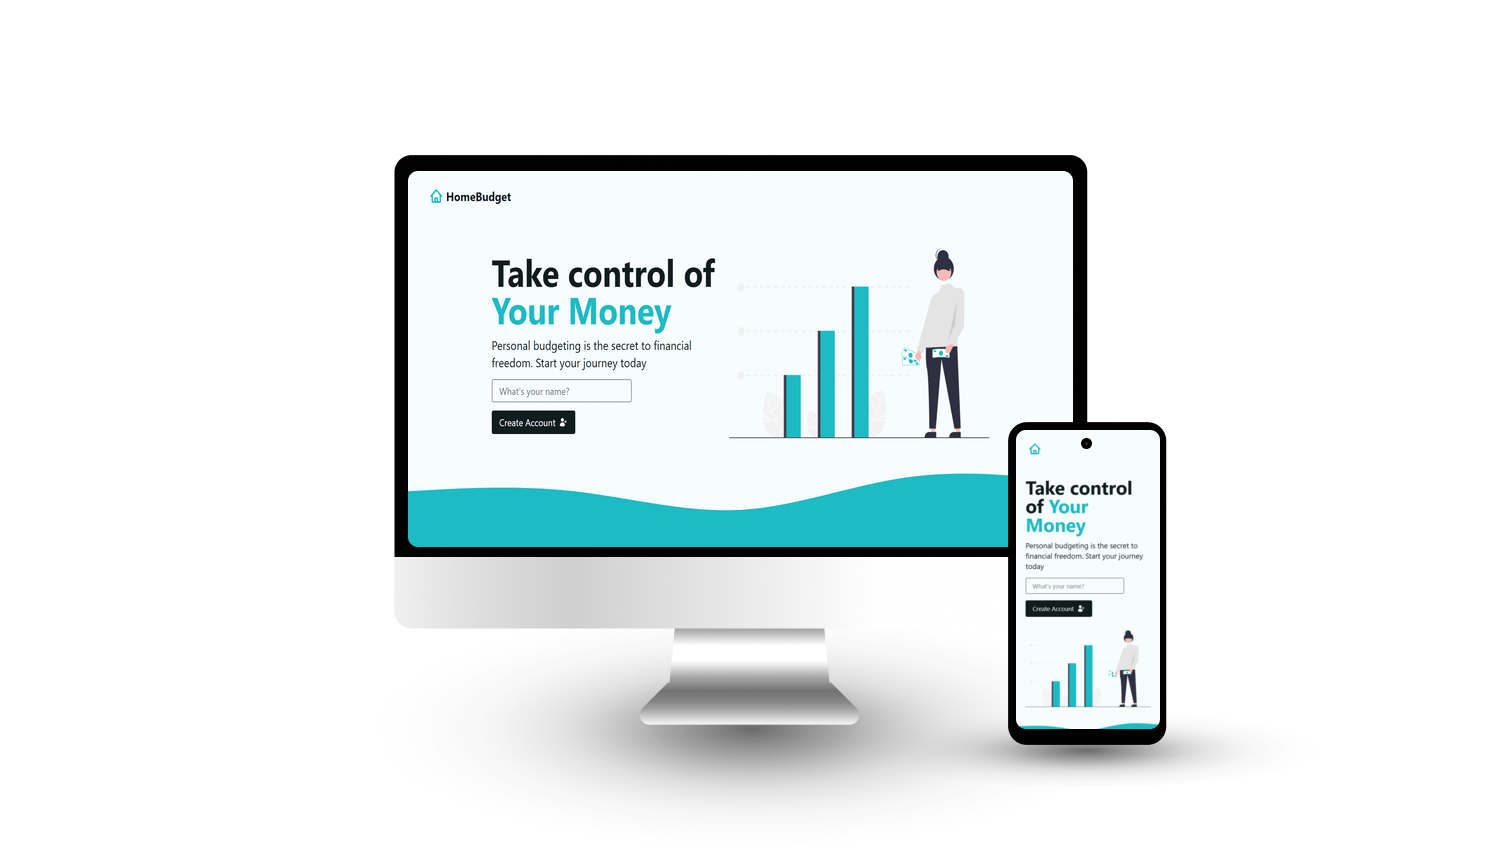 HomeBudget
Take control of
Your Money
Personal budgeting is the secret to financial
freedom. Start your journey today
What's your name?
Create Account
Take control
of Your
Money
Personal budgeting is the secret to
financial freedom. Start your journey
today
What's your name?
Create Account